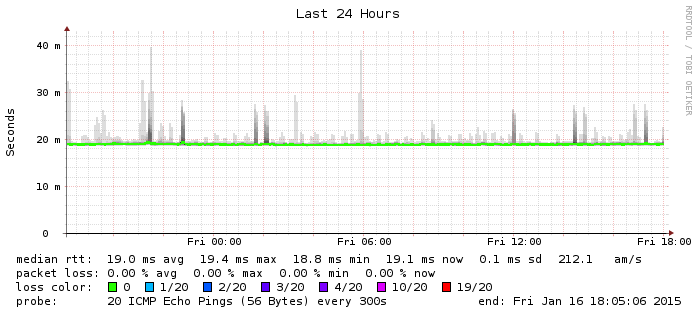 Last 24 Hours
RRDTOOL / TOBI OETIKER
Seconds
40 m
30 m
20 m
10 m
0
Fri 00:00 Fri 06:00 Fri 12:00 Fri 18:00
median rtt: 19.0 ms avg 19.4 ms max 18.8 ms min 19.1 ms now 0.1 ms sd 212.1 am/s
packet loss: 0.00 % avg 0.00 % max 0.00 % min 0.00 % now
loss color: 0 1/20 2/20 3/20 4/20 10/20 19/20
probe: 20 ICMP Echo Pings (56 Bytes) every 300s end: Fri Jan 16 18:05:06 2015